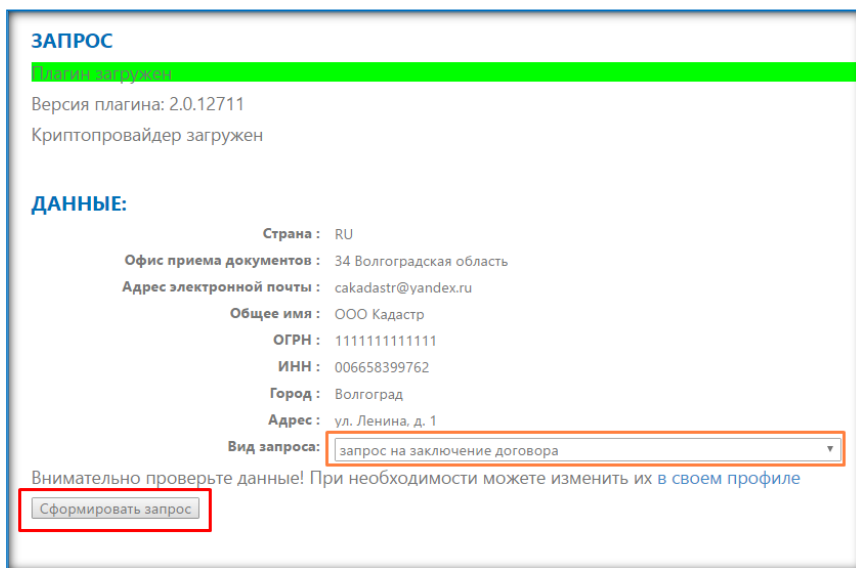 ЗАПРОС
Плагин загружен
Версия плагина: 2.0.12711
Криптопровайдер загружен
ДАННЫЕ:
Страна : RU
Офис приема документов : 34 Волгоградская область
Адрес электронной почты : cakadastr@yandex.ru
Общее имя : ООО Кадастр
ОГРН : 1111111111111
ИНН : 006658399762
Город : Волгоград
Адрес : ул. Ленина, д. 1
Вид запроса: запрос на заключение договора
Внимательно проверьте данные! При необходимости можете изменить их в своем профиле
Сформировать запрос